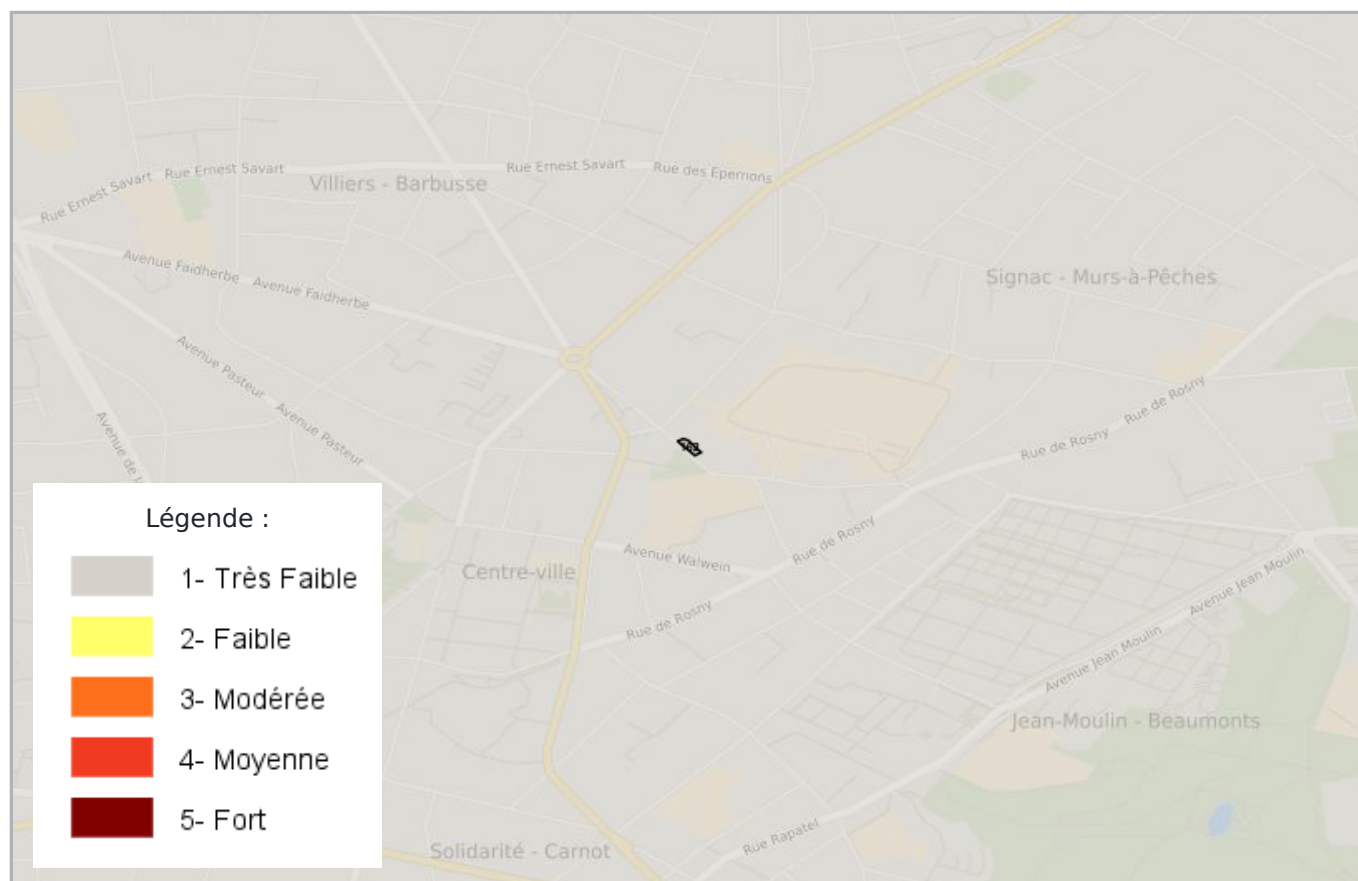 Rue Ernest Savart
Rue Ernest Savart
Rue Ernest Savart
Rue des Epernons
Villiers - Barbusse
Avenue Faidherbe
Avenue Faidherbe
Signac - Murs-à-Pêches
Avenue Pasteur
Avenue Pasteur
Rue de Rosny
Rue de Rosny
Avenue de
Rue de Rosny
Avenue Walwein
Centre-ville
Rue de Rosny
Avenue Jean Moulin
Avenue Jean Moulin
Jean-Moulin - Beaumonts
Rue Rapatel
Solidarité - Carnot
Légende :
1- Très Faible
2- Faible
3- Modérée
4- Moyenne
5- Fort